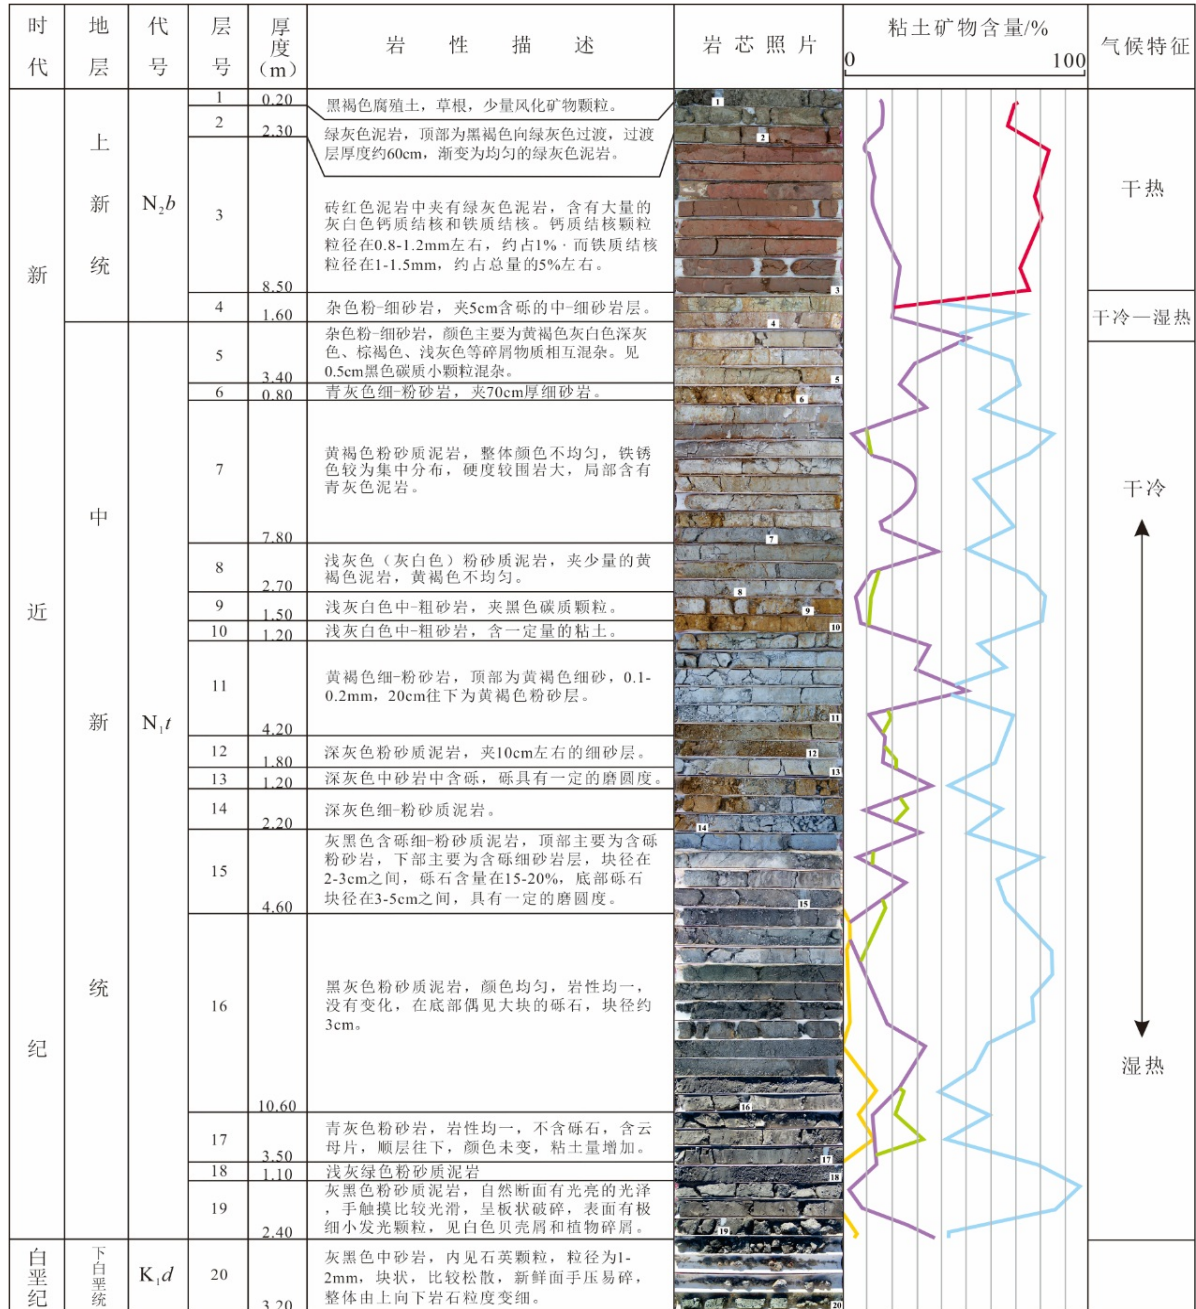 时代
地层
代号
层号
厚度(m)
岩 性 描 述
岩 芯 照 片
粘土矿物含量/%
0
100
气候特征
新近纪
上新统
N₂b
1
0.20
黑褐色腐殖土，草根，少量风化矿物颗粒。
2
2.30
绿灰色泥岩，顶部为黑褐色向绿灰色过渡，过渡
层厚度约60cm，渐变为均匀的绿灰色泥岩。
3
8.50
砖红色泥岩中夹有绿灰色泥岩，含有大量的
灰白色钙质结核和铁质结核。钙质结核颗粒
粒径在0.8-1.2mm左右，约占1%·而铁质结核
粒径在1-1.5mm，约占总量的5%左右。
干热
4
1.60
杂色粉-细砂岩，夹5cm含砾的中-细砂岩层。
干冷—湿热
中新统
N₁t
5
3.40
杂色粉-细砂岩，颜色主要为黄褐色灰白色深灰
色、棕褐色、浅灰色等碎屑物质相互混杂。见
0.5cm黑色碳质小颗粒混杂。
6
0.80
青灰色细-粉砂岩，夹70cm厚细砂岩。
7
7.80
黄褐色粉砂质泥岩，整体颜色不均匀，铁锈
色较为集中分布，硬度较围岩大，局部含有
青灰色泥岩。
干冷
8
2.70
浅灰色（灰白色）粉砂质泥岩，夹少量的黄
褐色泥岩，黄褐色不均匀。
9
1.50
浅灰白色中-粗砂岩，夹黑色碳质颗粒。
10
1.20
浅灰白色中-粗砂岩，含一定量的粘土。
11
4.20
黄褐色细-粉砂岩，顶部为黄褐色细砂，0.1-
0.2mm，20cm往下为黄褐色粉砂层。
12
1.80
深灰色粉砂质泥岩，夹10cm左右的细砂层。
13
1.20
深灰色中砂岩中含砾，砾具有一定的磨圆度。
14
2.20
深灰色细-粉砂质泥岩。
15
4.60
灰黑色含砾细-粉砂质泥岩，顶部主要为含砾
粉砂岩，下部主要为含砾细砂岩层，块径在
2-3cm之间，砾石含量在15-20%，底部砾石
块径在3-5cm之间，具有一定的磨圆度。
16
10.60
黑灰色粉砂质泥岩，颜色均匀，岩性均一，
没有变化，在底部偶见大块的砾石，块径约
3cm。
湿热
17
3.50
青灰色粉砂岩，岩性均一，不含砾石，含云
母片，顺层往下，颜色未变，粘土量增加。
18
1.10
浅灰绿色粉砂质泥岩
19
2.40
灰黑色粉砂质泥岩，自然断面有光亮的光泽
，手触摸比较光滑，呈板状破碎，表面有极
细小发光颗粒，见白色贝壳屑和植物碎屑。
白垩纪
下白垩统
K₁d
20
3.20
灰黑色中砂岩，内见石英颗粒，粒径为1-
2mm，块状，比较松散，新鲜面手压易碎，
整体由上向下岩石粒度变细。
1
2
3
4
5
6
7
8
9
10
11
12
13
14
15
16
17
18
19
20